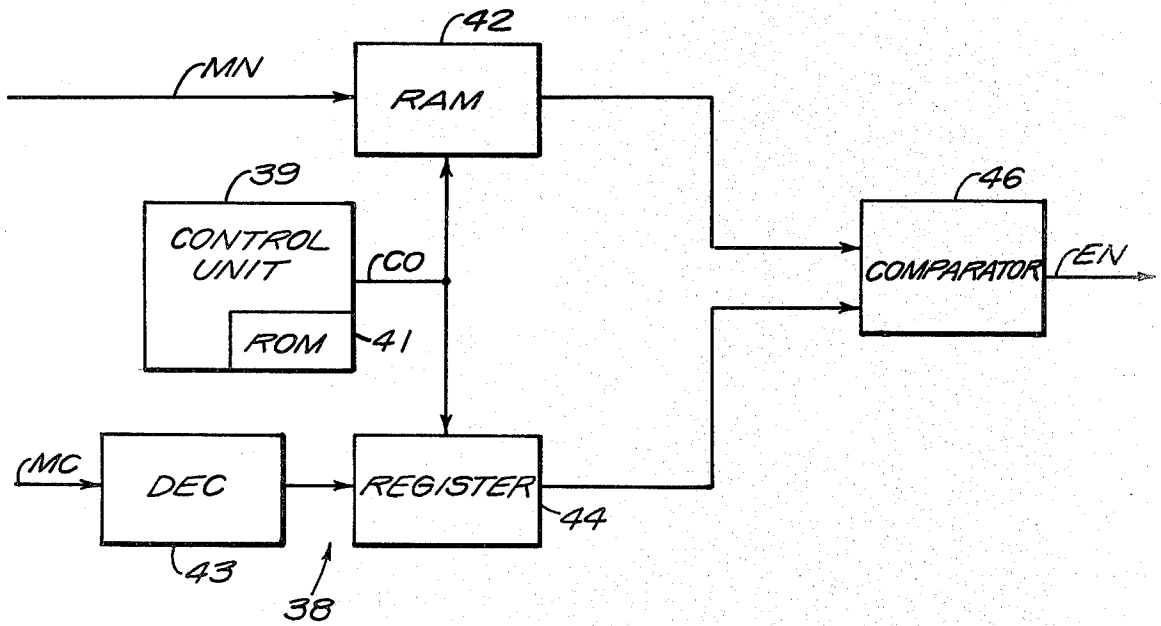 42
MN
RAM
39
CONTROL
UNIT
CO
ROM
41
46
COMPARATOR
EN
MC
DEC
REGISTER
43
44
38